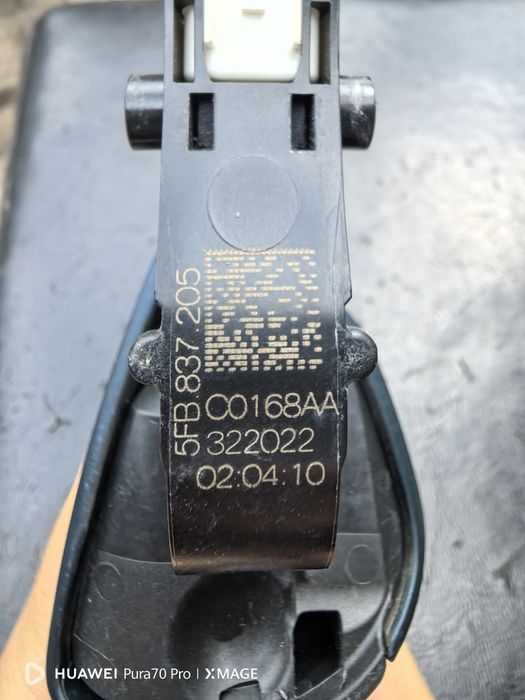 5FB.837.205
C0168AA
322022
02:04:10
HUAWEI Pura70 Pro | XMAGE